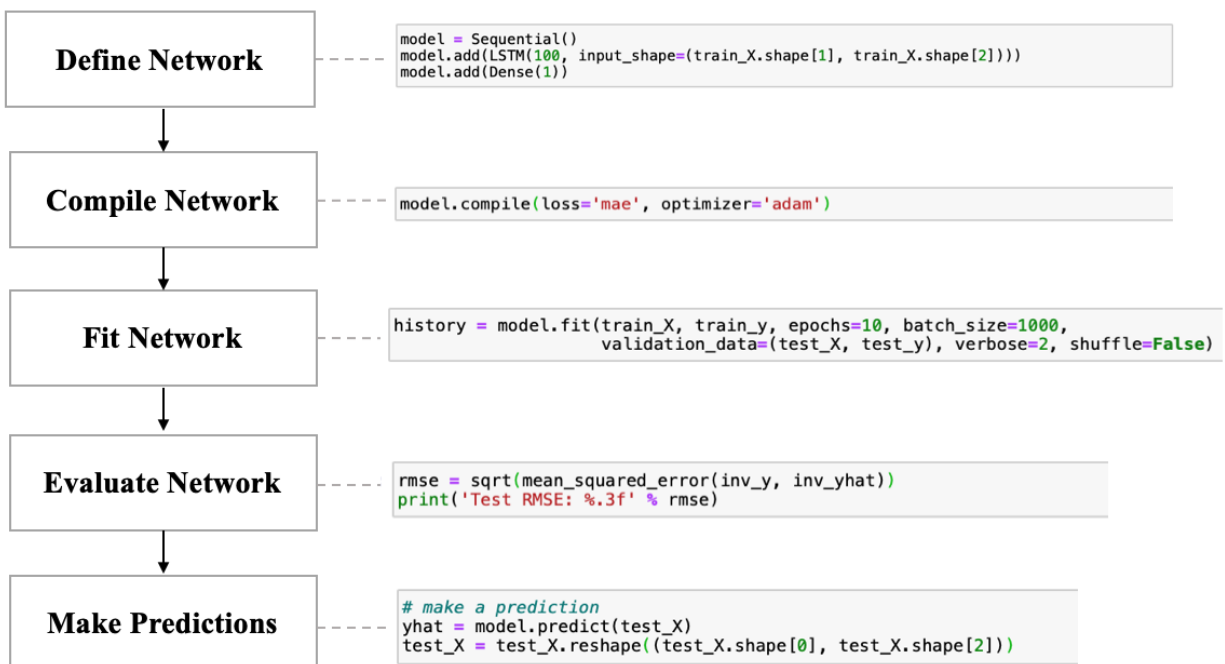 Define Network
model = Sequential()
model.add(LSTM(100, input_shape=(train_X.shape[1], train_X.shape[2])))
model.add(Dense(1))
Compile Network
model.compile(loss='mae', optimizer='adam')
Fit Network
history = model.fit(train_X, train_y, epochs=10, batch_size=1000,
validation_data=(test_X, test_y), verbose=2, shuffle=False)
Evaluate Network
rmse = sqrt(mean_squared_error(inv_y, inv_yhat))
print('Test RMSE: %.3f' % rmse)
Make Predictions
# make a prediction
yhat = model.predict(test_X)
test_X = test_X.reshape((test_X.shape[0], test_X.shape[2]))